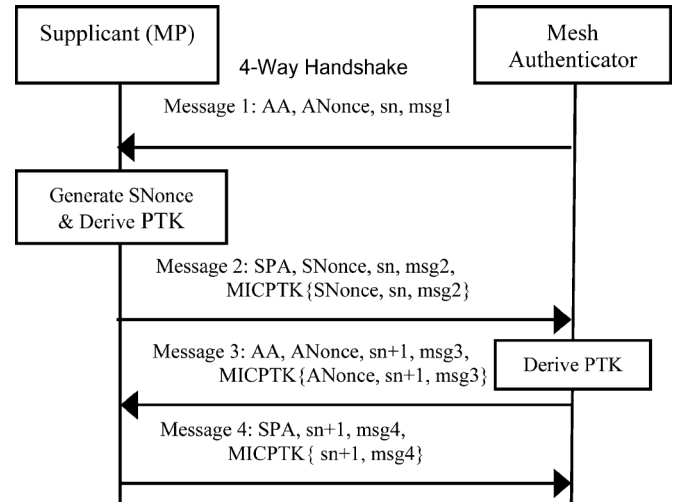 Supplicant (MP)
Mesh
Authenticator
4-Way Handshake
Message 1: AA, ANonce, sn, msg1
Generate SNonce
& Derive PTK
Message 2: SPA, SNonce, sn, msg2,
MICPTK{SNonce, sn, msg2}
Message 3: AA, ANonce, sn+1, msg3,
MICPTK{ANonce, sn+1, msg3}
Derive PTK
Message 4: SPA, sn+1, msg4,
MICPTK{ sn+1, msg4}